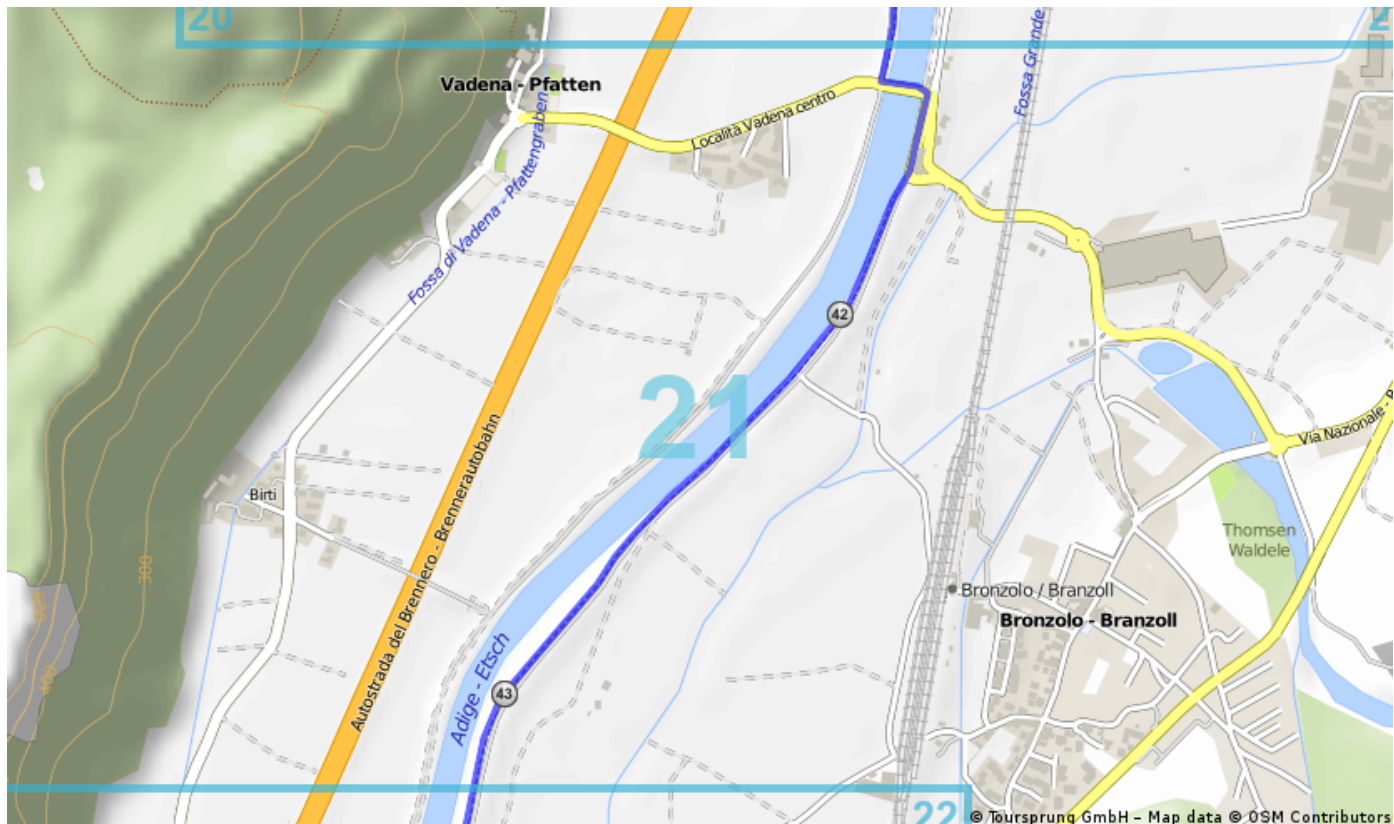 20
2
Fossa Grande
Vadena - Pfatten
Località Vadena centro
Fossa di Vadena - Pfattengraben
42
21
Autostrada del Brennero - Brennerautobahn
Via Nazionale -
Birti
Thomsen
Waldele
300
600
400
Bronzolo / Branzoll
Bronzolo - Branzoll
Adige - Etsch
43
22
© Toursprung GmbH – Map data © OSM Contributors